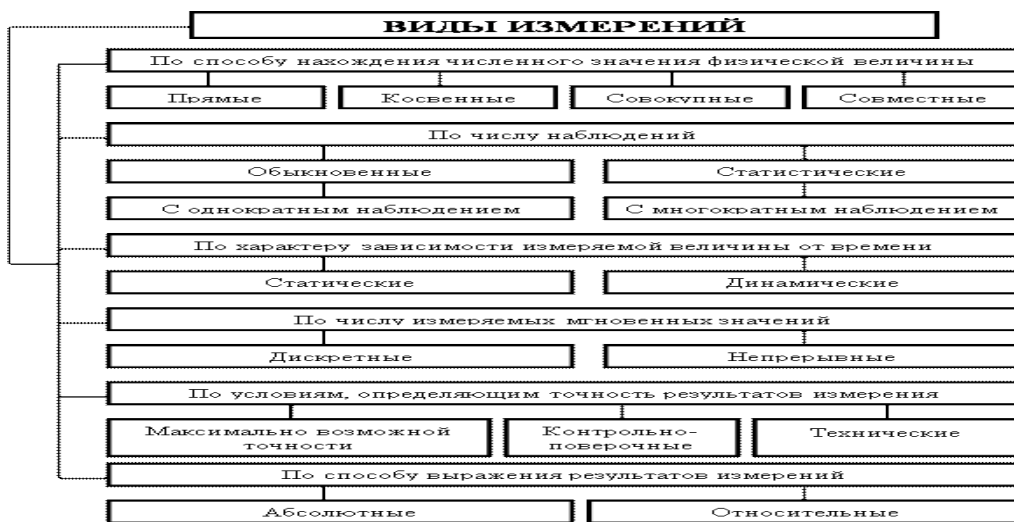 ВИДЫ ИЗМЕРЕНИЙ
По способу нахождения численного значения физической величины
Прямые
Косвенные
Совокупные
Совместные
По числу наблюдений
Обыкновенные
Статистические
С однократным наблюдением
С многократным наблюдением
По характеру зависимости измеряемой величины от времени
Статические
Динамические
По числу измеряемых мгновенных значений
Дискретные
Непрерывные
По условиям, определяющим точность результатов измерения
Максимально возможной
точности
Контрольно-
поверочные
Технические
По способу выражения результатов измерений
Абсолютные
Относительные